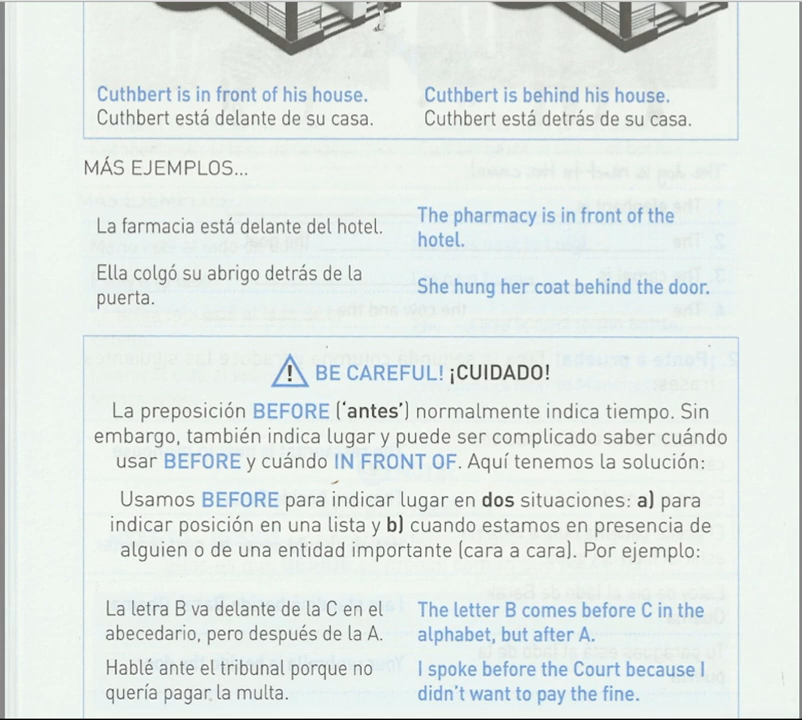 Cuthbert is in front of his house.
Cuthbert está delante de su casa.
Cuthbert is behind his house.
Cuthbert está detrás de su casa.
MÁS EJEMPLOS...
La farmacia está delante del hotel.
The pharmacy is in front of the
hotel.
Ella colgó su abrigo detrás de la
puerta.
She hung her coat behind the door.
BE CAREFUL! ¡CUIDADO!
La preposición BEFORE (‘antes’) normalmente indica tiempo. Sin
embargo, también indica lugar y puede ser complicado saber cuándo
usar BEFORE y cuándo IN FRONT OF. Aquí tenemos la solución:
Usamos BEFORE para indicar lugar en dos situaciones: a) para
indicar posición en una lista y b) cuando estamos en presencia de
alguien o de una entidad importante (cara a cara). Por ejemplo:
La letra B va delante de la C en el
abecedario, pero después de la A.
The letter B comes before C in the
alphabet, but after A.
Hablé ante el tribunal porque no
quería pagar la multa.
I spoke before the Court because I
didn’t want to pay the fine.